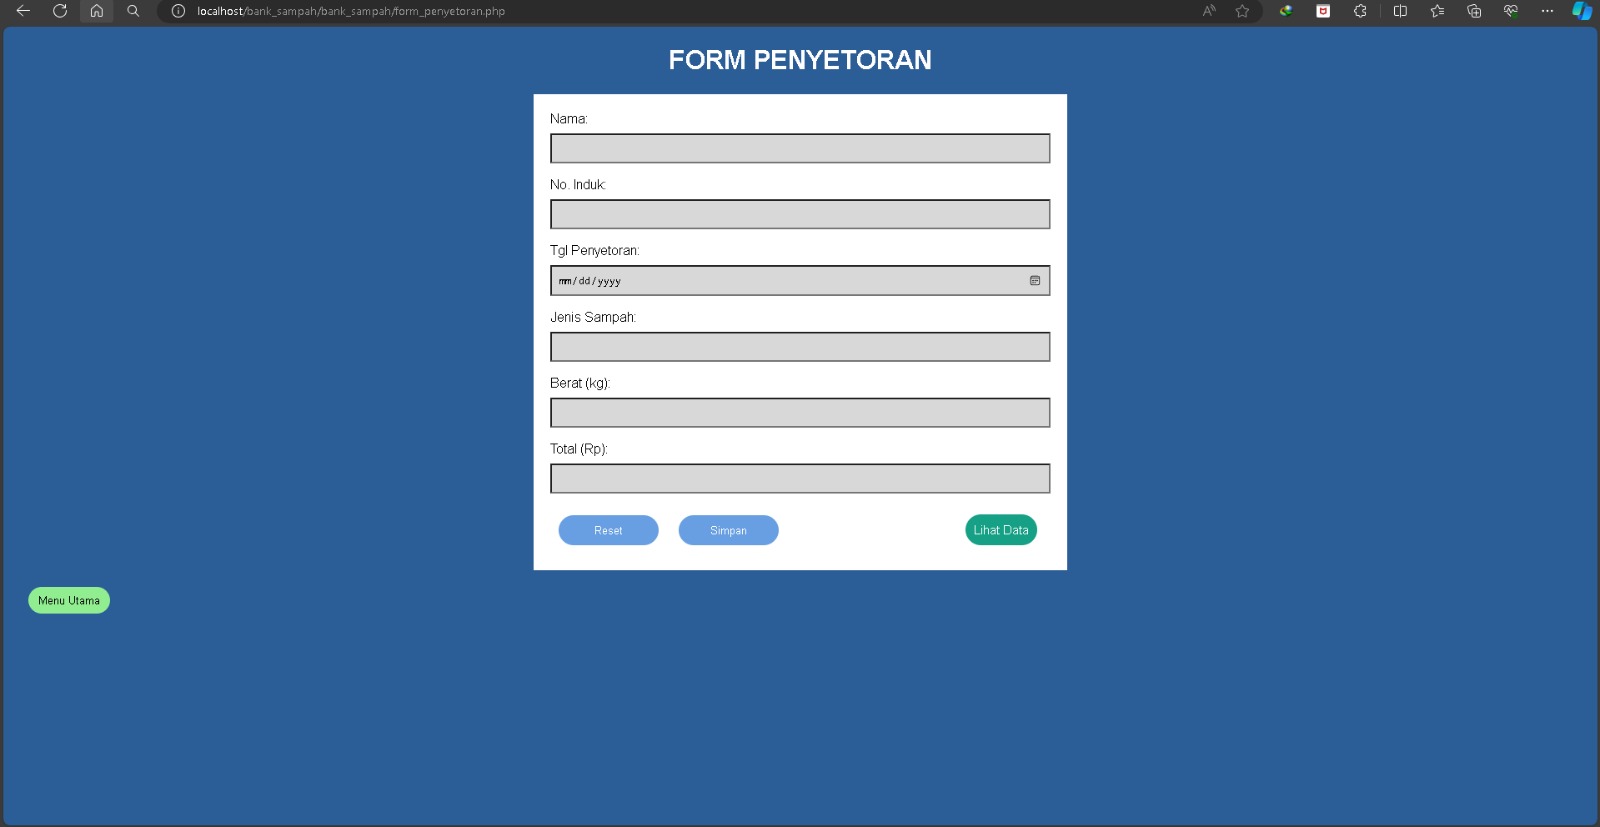 localhost/bank_sampah/bank_sampah/form_penyetoran.php
FORM PENYETORAN
Nama:
No. Induk:
Tgl Penyetoran:
mm/dd/yyyy
Jenis Sampah:
Berat (kg):
Total (Rp):
Reset Simpan Lihat Data
Menu Utama